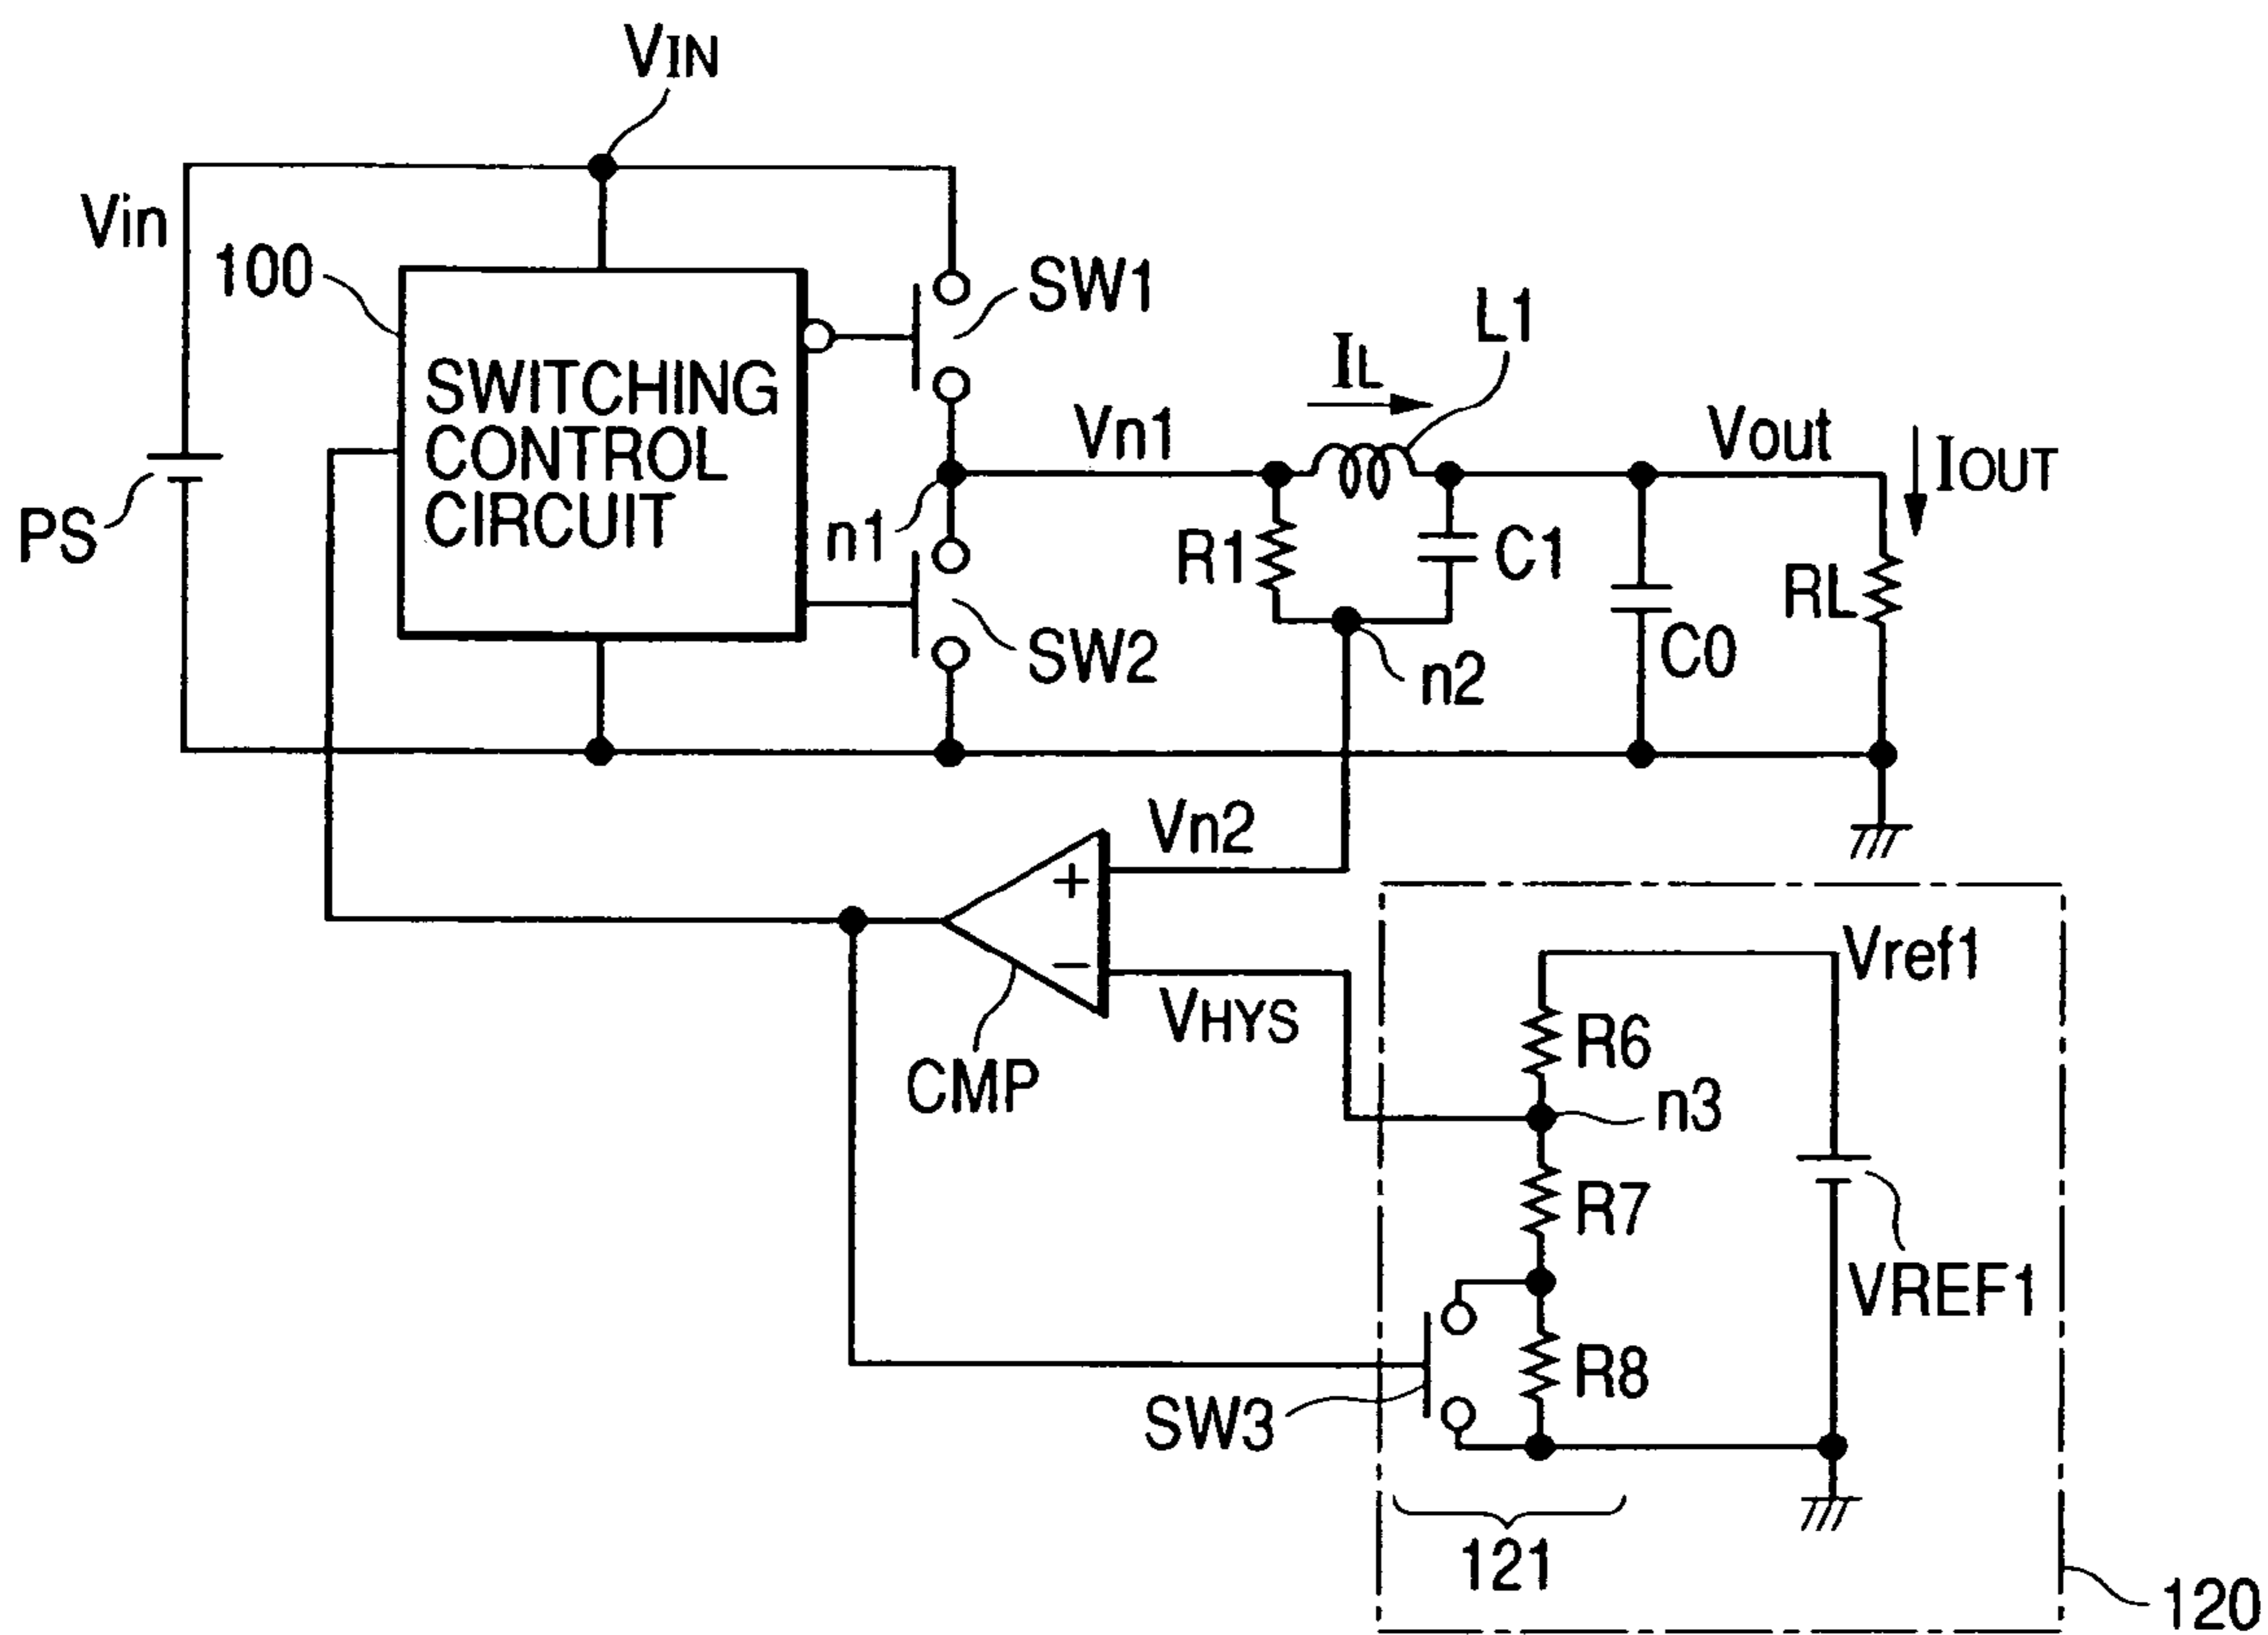 VIN
Vin
100
SWITCHING
CONTROL
CIRCUIT
SW1
L1
IL
Vn1
Vout
IOUT
PS
n1
R1
C1
RL
SW2
n2
C0
Vn2
+
−
VHYS
CMP
Vref1
R6
n3
R7
VREF1
R8
SW3
121
120